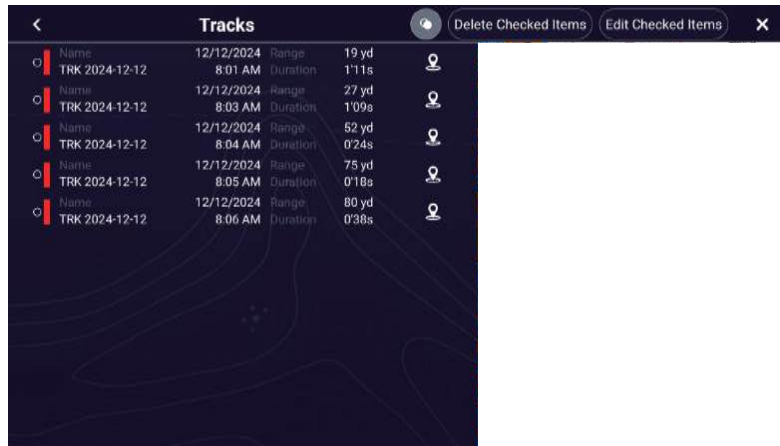 Tracks Delete Checked Items Edit Checked Items
Name 12/12/2024 Range 19 yd
TRK 2024-12-12 8:01 AM Duration 1'11s
Name 12/12/2024 Range 27 yd
TRK 2024-12-12 8:03 AM Duration 1'09s
Name 12/12/2024 Range 52 yd
TRK 2024-12-12 8:04 AM Duration 0'24s
Name 12/12/2024 Range 75 yd
TRK 2024-12-12 8:05 AM Duration 0'18s
Name 12/12/2024 Range 80 yd
TRK 2024-12-12 8:06 AM Duration 0'38s